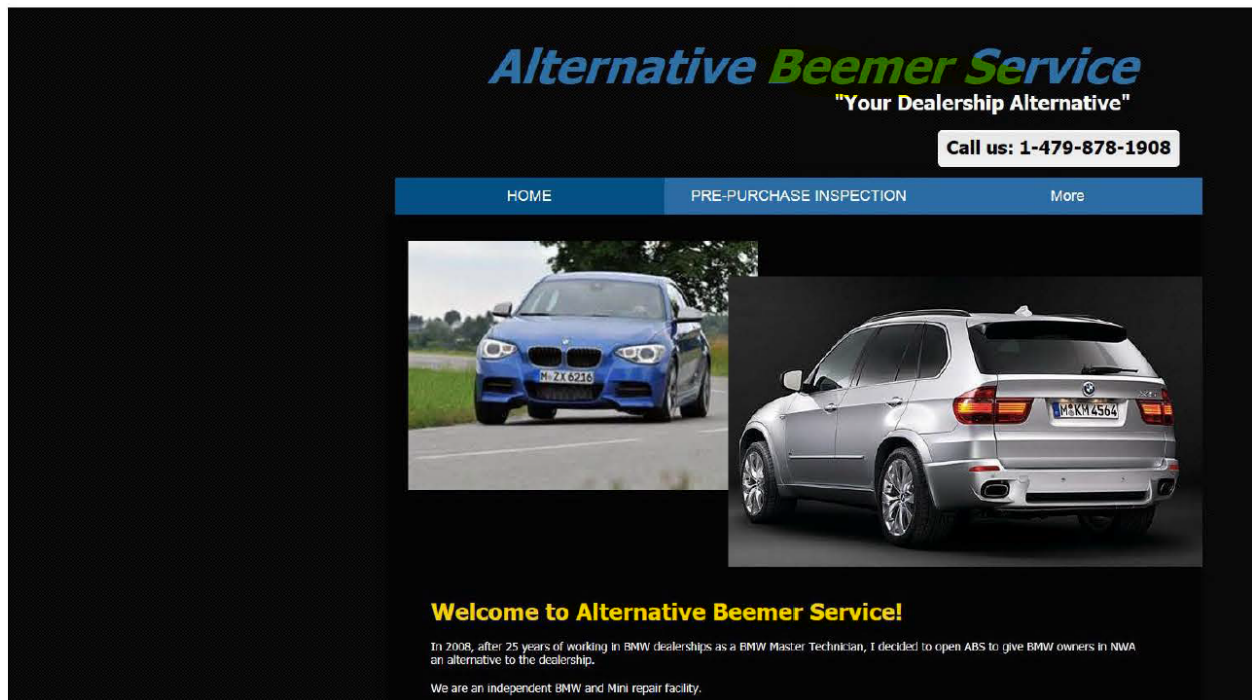 Alternative Beemer Service
"Your Dealership Alternative"
Call us: 1-479-878-1908
HOME
PRE-PURCHASE INSPECTION
More
M ZX 6216
M KM 4564
Welcome to Alternative Beemer Service!
In 2008, after 25 years of working in BMW dealerships as a BMW Master Technician, I decided to open ABS to give BMW owners in NWA
an alternative to the dealership.
We are an independent BMW and Mini repair facility.